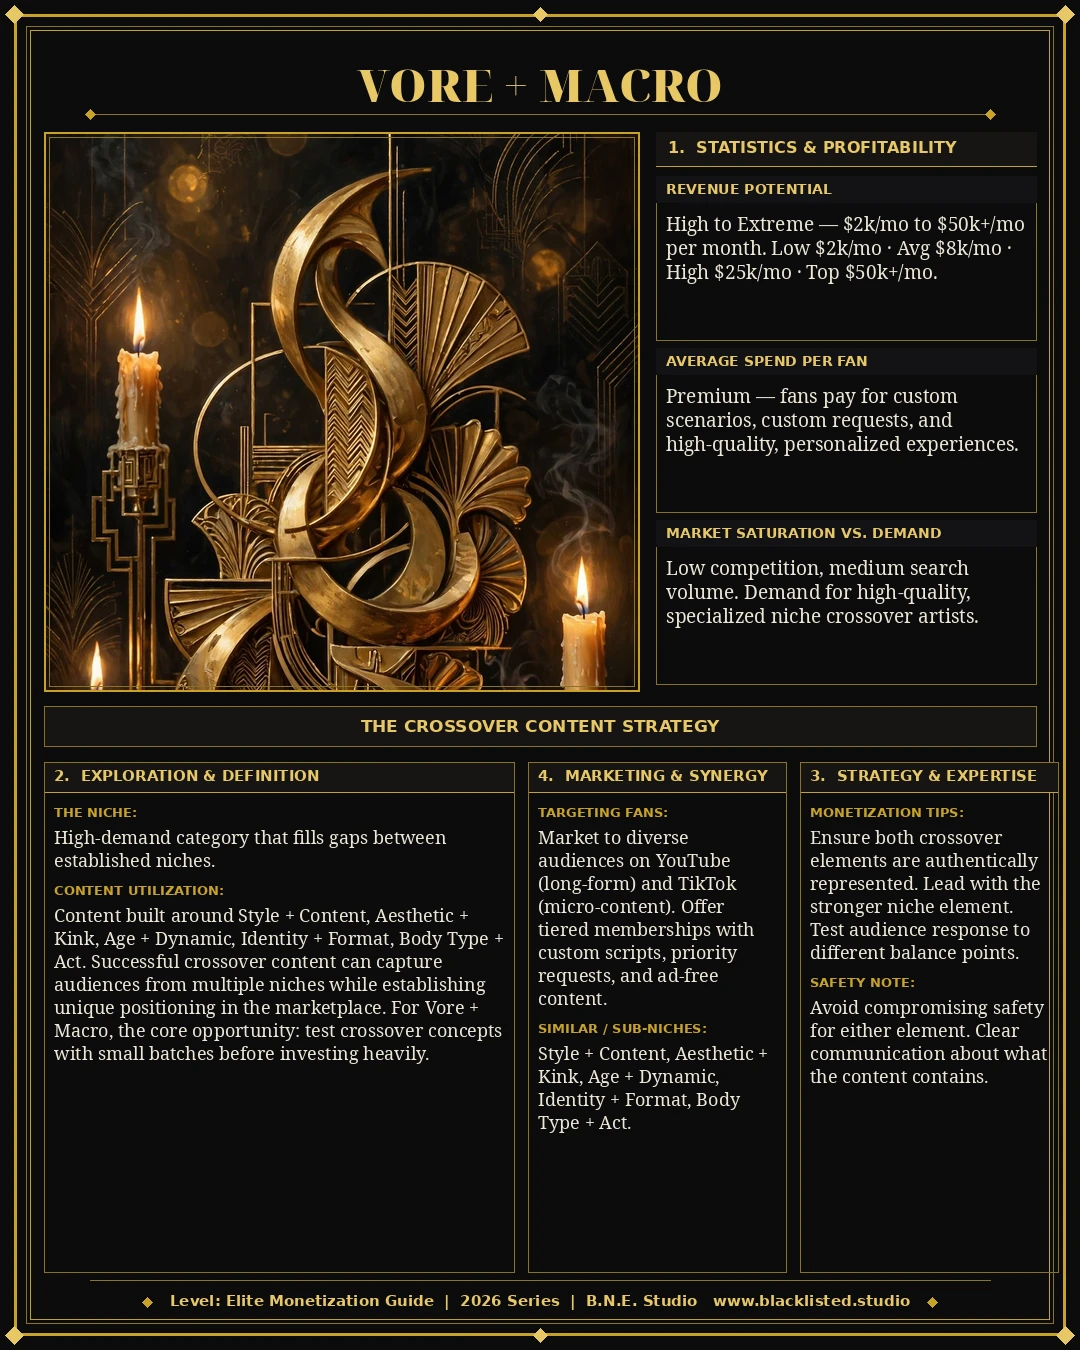 VORE + MACRO
1. STATISTICS & PROFITABILITY
REVENUE POTENTIAL
High to Extreme — $2k/mo to $50k+/mo
per month. Low $2k/mo · Avg $8k/mo ·
High $25k/mo · Top $50k+/mo.
AVERAGE SPEND PER FAN
Premium — fans pay for custom
scenarios, custom requests, and
high-quality, personalized experiences.
MARKET SATURATION VS. DEMAND
Low competition, medium search
volume. Demand for high-quality,
specialized niche crossover artists.
THE CROSSOVER CONTENT STRATEGY
2. EXPLORATION & DEFINITION
THE NICHE:
High-demand category that fills gaps between
established niches.
CONTENT UTILIZATION:
Content built around Style + Content, Aesthetic +
Kink, Age + Dynamic, Identity + Format, Body Type +
Act. Successful crossover content can capture
audiences from multiple niches while establishing
unique positioning in the marketplace. For Vore +
Macro, the core opportunity: test crossover concepts
with small batches before investing heavily.
4. MARKETING & SYNERGY
TARGETING FANS:
Market to diverse
audiences on YouTube
(long-form) and TikTok
(micro-content). Offer
tiered memberships with
custom scripts, priority
requests, and ad-free
content.
SIMILAR / SUB-NICHES:
Style + Content, Aesthetic +
Kink, Age + Dynamic,
Identity + Format, Body
Type + Act.
3. STRATEGY & EXPERTISE
MONETIZATION TIPS:
Ensure both crossover
elements are authentically
represented. Lead with the
stronger niche element.
Test audience response to
different balance points.
SAFETY NOTE:
Avoid compromising safety
for either element. Clear
communication about what
the content contains.
Level: Elite Monetization Guide | 2026 Series | B.N.E. Studio www.blacklisted.studio